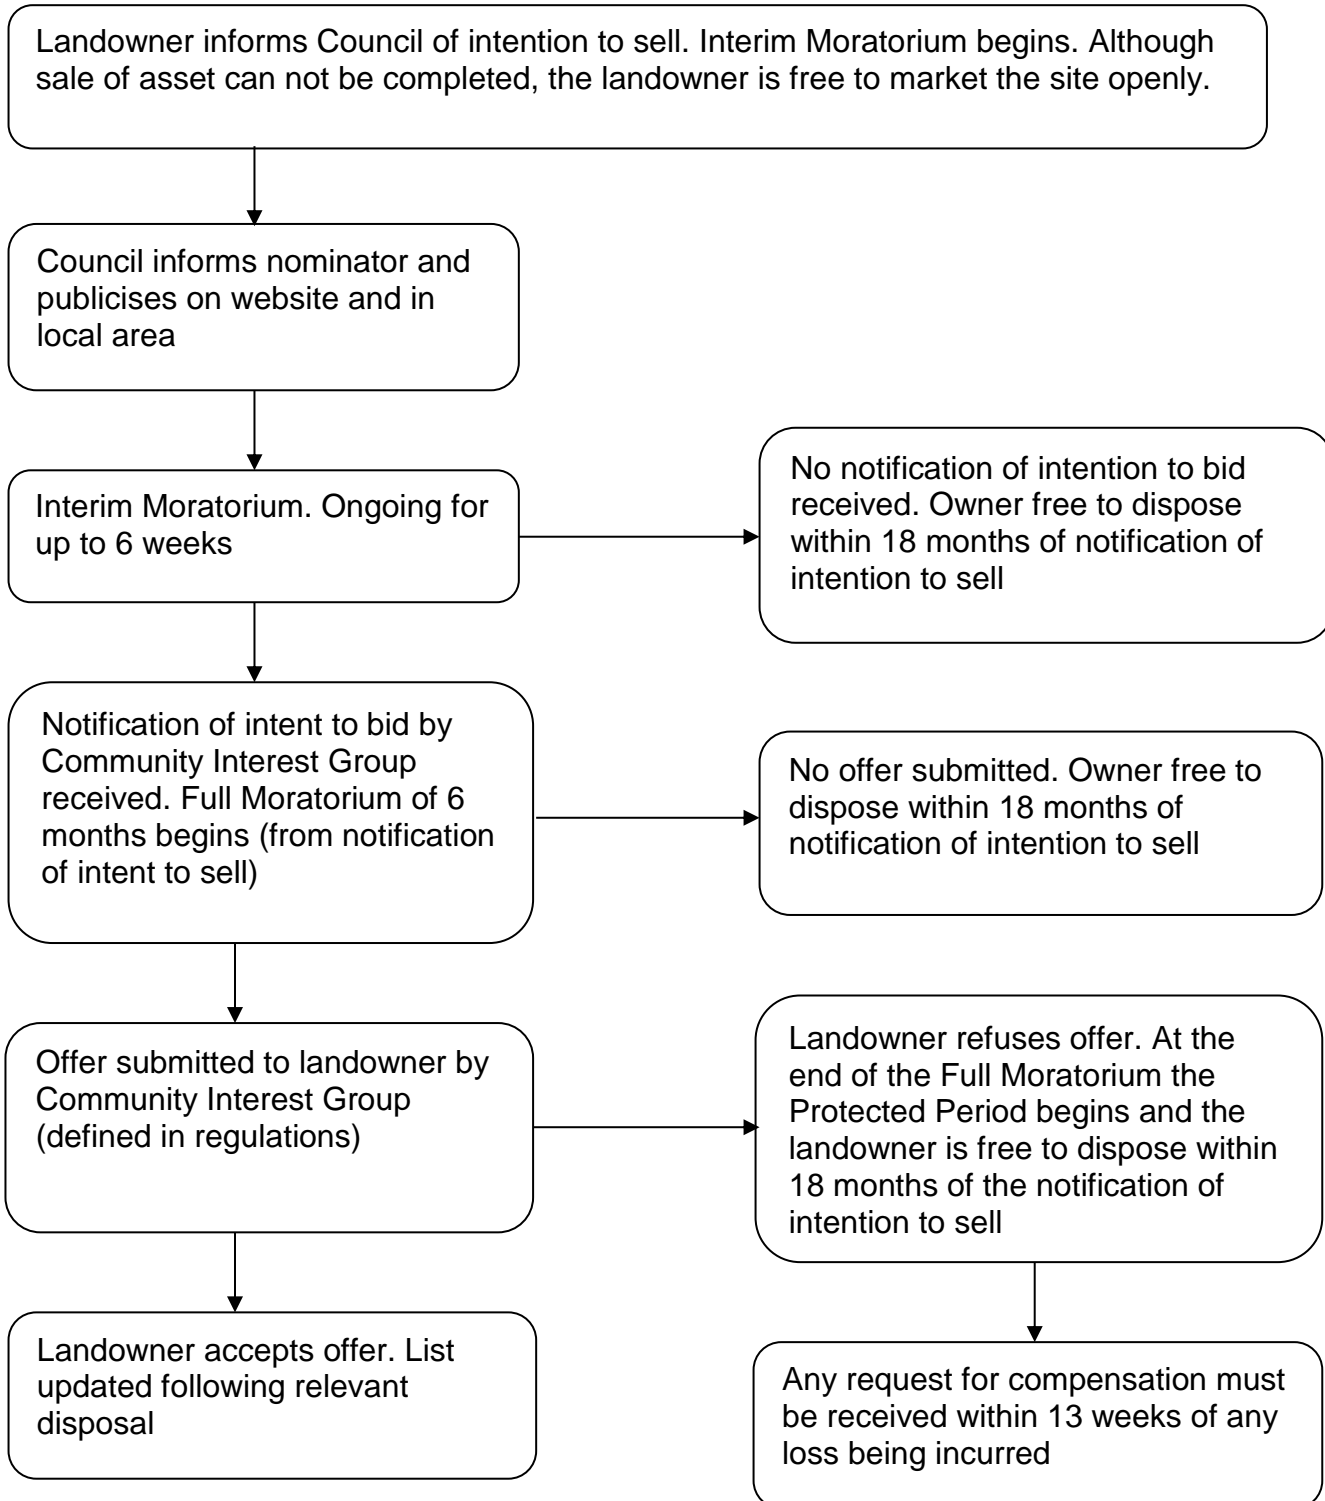 Landowner informs Council of intention to sell. Interim Moratorium begins. Although
sale of asset can not be completed, the landowner is free to market the site openly.
Council informs nominator and
publicises on website and in
local area
Interim Moratorium. Ongoing for
up to 6 weeks
No notification of intention to bid
received. Owner free to dispose
within 18 months of notification of
intention to sell
Notification of intent to bid by
Community Interest Group
received. Full Moratorium of 6
months begins (from notification
of intent to sell)
No offer submitted. Owner free to
dispose within 18 months of
notification of intention to sell
Offer submitted to landowner by
Community Interest Group
(defined in regulations)
Landowner refuses offer. At the
end of the Full Moratorium the
Protected Period begins and the
landowner is free to dispose within
18 months of the notification of
intention to sell
Landowner accepts offer. List
updated following relevant
disposal
Any request for compensation must
be received within 13 weeks of any
loss being incurred